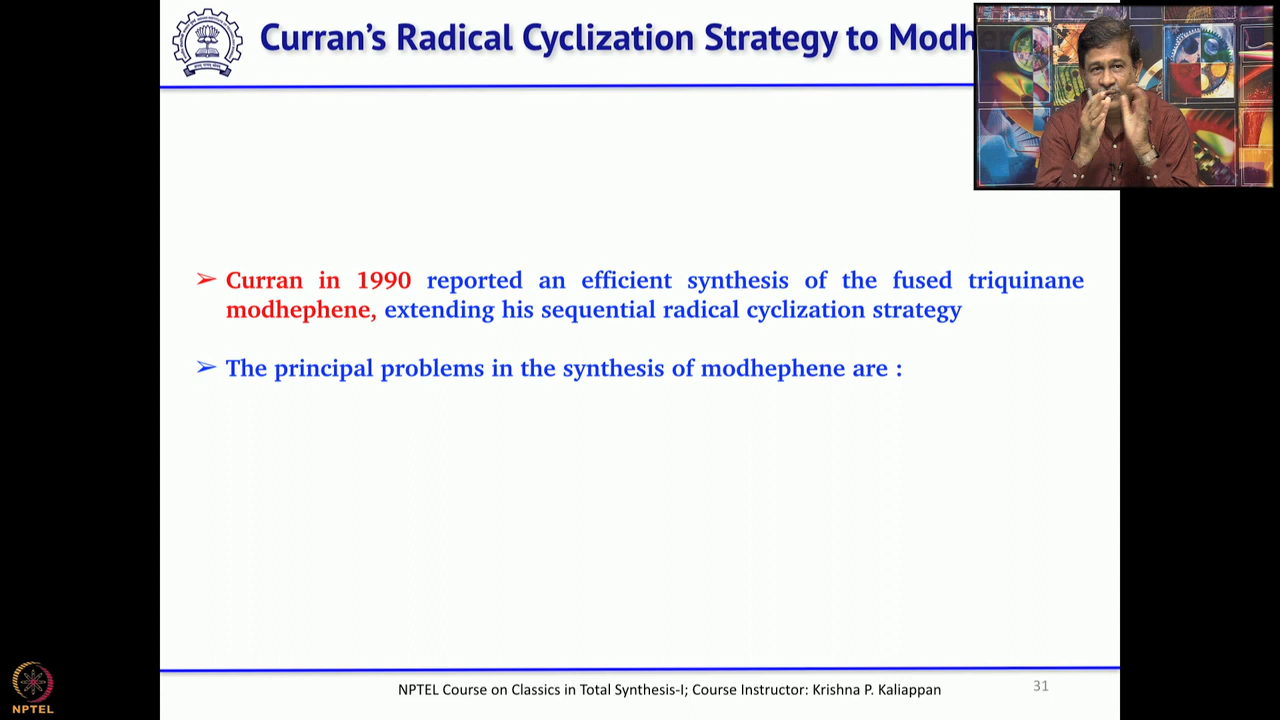 Curran's Radical Cyclization Strategy to
➢ Curran in 1990 reported an efficient synthesis of the fused triquinane
modhephene, extending his sequential radical cyclization strategy
➢ The principal problems in the synthesis of modhephene are :
NPTEL Course on Classics in Total Synthesis-I; Course Instructor: Krishna P. Kaliappan
31
NPTEL